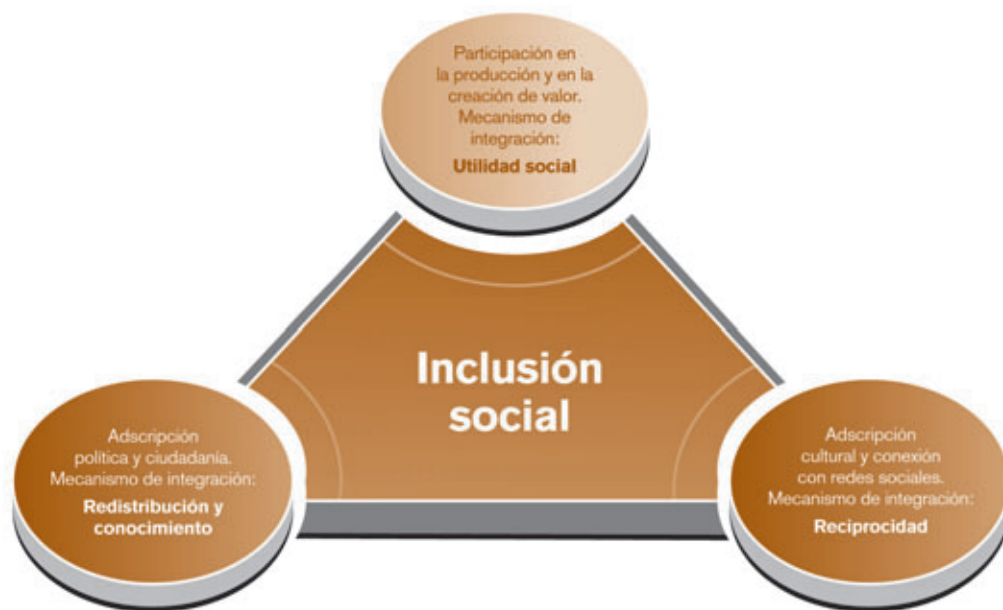 Participación en
la producción y en la
creación de valor.
Mecanismo de
integración:
Utilidad social
Inclusión
social
Adscripción
política y ciudadanía.
Mecanismo de integración:
Redistribución y
conocimiento
Adscripción
cultural y conexión
con redes sociales.
Mecanismo de integración:
Reciprocidad